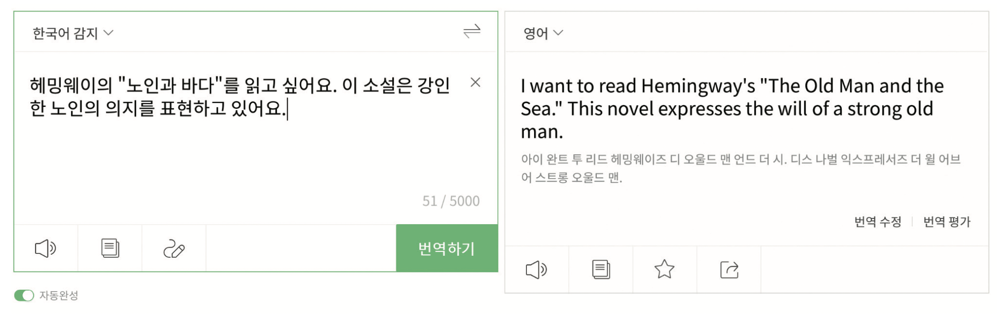 한국어 감지
헤밍웨이의 "노인과 바다"를 읽고 싶어요. 이 소설은 강인
한 노인의 의지를 표현하고 있어요.
51 / 5000
번역하기
자동완성
영어
I want to read Hemingway's "The Old Man and the
Sea." This novel expresses the will of a strong old
man.
아이 완트 투 리드 헤밍웨이즈 디 오울드 맨 언드 더 시. 디스 나벌 익스프레서즈 더 윌 어브
어 스트롱 오울드 맨.
번역 수정 | 번역 평가